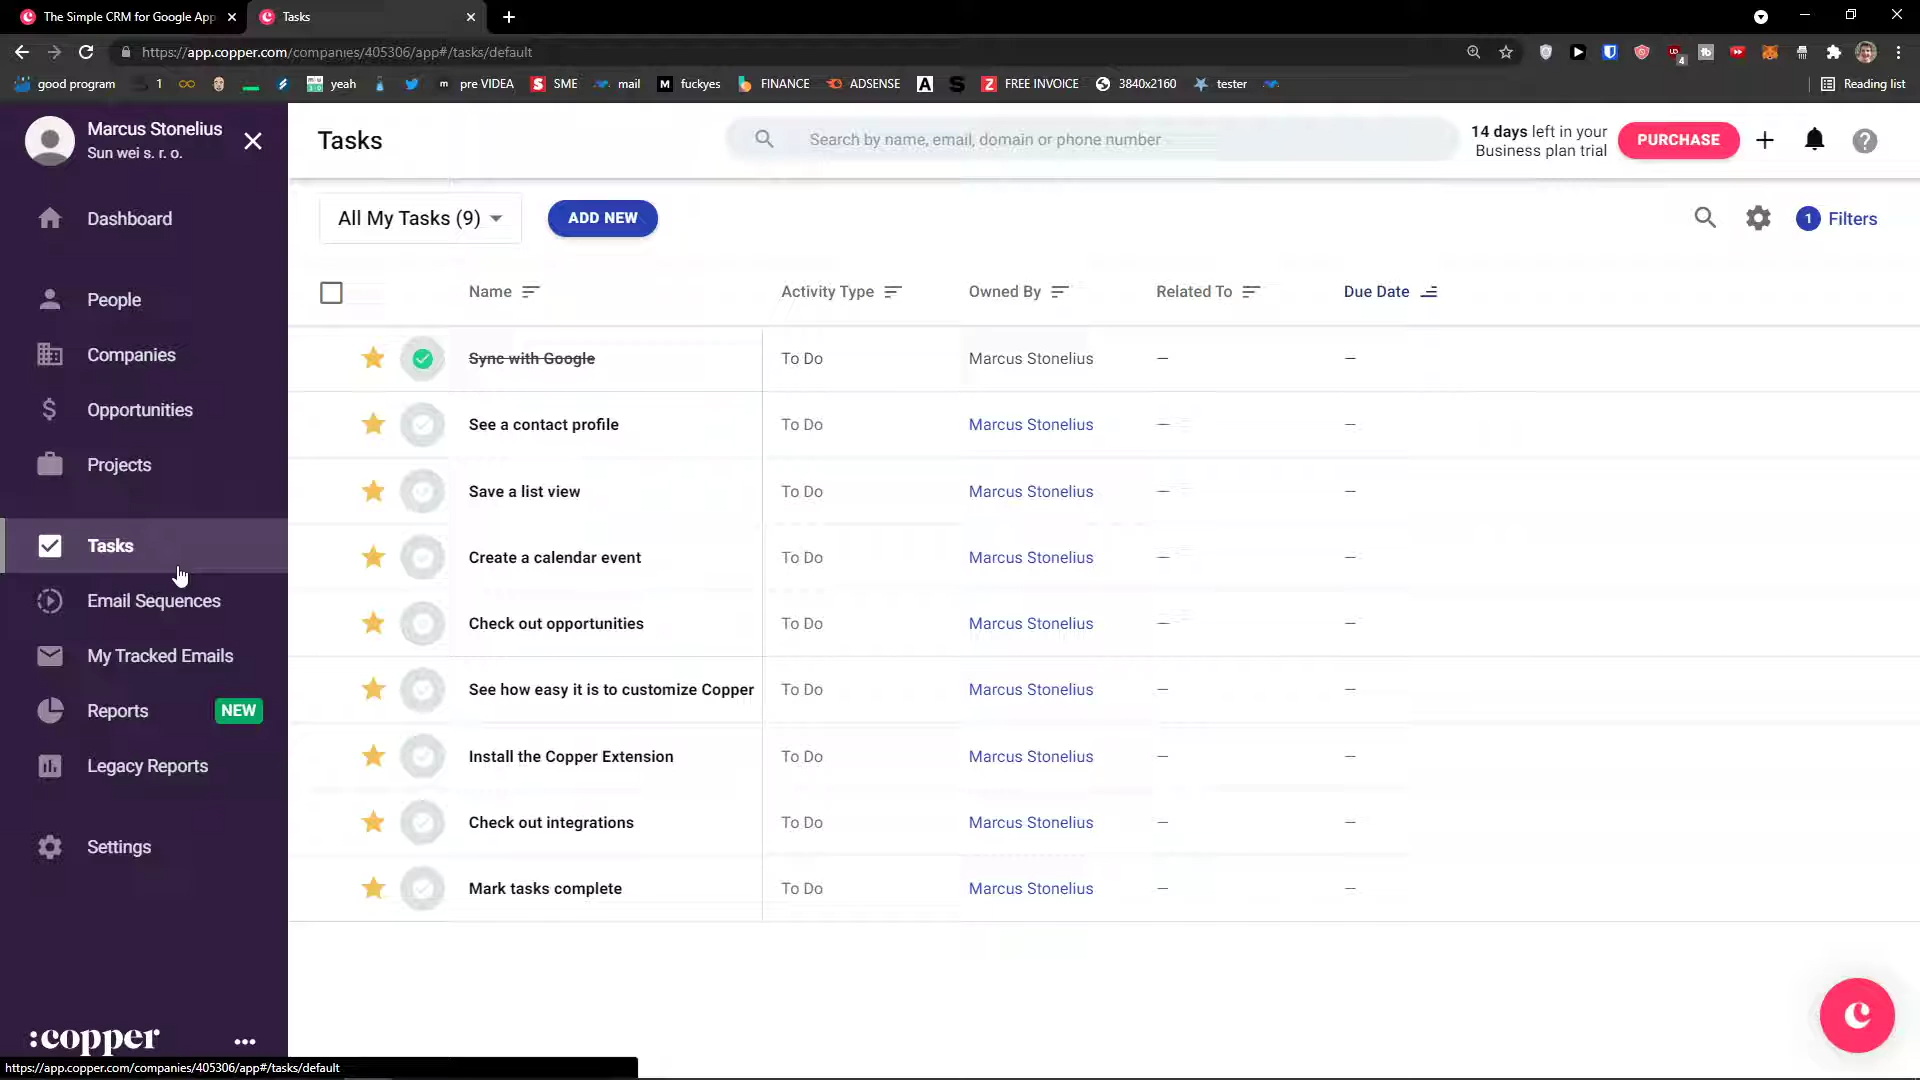 The Simple CRM for Google App
Tasks
https://app.copper.com/companies/405306/app#/tasks/default
good program
1
yeah
pre VIDEA
SME
mail
fuckyes
FINANCE
ADSENSE
FREE INVOICE
3840x2160
tester
Reading list
Marcus Stonelius
Sun wei s. r. o.
Tasks
Search by name, email, domain or phone number
14 days left in your
Business plan trial
PURCHASE
Dashboard
People
Companies
Opportunities
Projects
Tasks
Email Sequences
My Tracked Emails
Reports NEW
Legacy Reports
Settings
:copper
All My Tasks (9)
ADD NEW
1 Filters
Name Activity Type Owned By Related To Due Date
Sync with Google To Do Marcus Stonelius — —
See a contact profile To Do Marcus Stonelius — —
Save a list view To Do Marcus Stonelius — —
Create a calendar event To Do Marcus Stonelius — —
Check out opportunities To Do Marcus Stonelius — —
See how easy it is to customize Copper To Do Marcus Stonelius — —
Install the Copper Extension To Do Marcus Stonelius — —
Check out integrations To Do Marcus Stonelius — —
Mark tasks complete To Do Marcus Stonelius — —
https://app.copper.com/companies/405306/app#/tasks/default